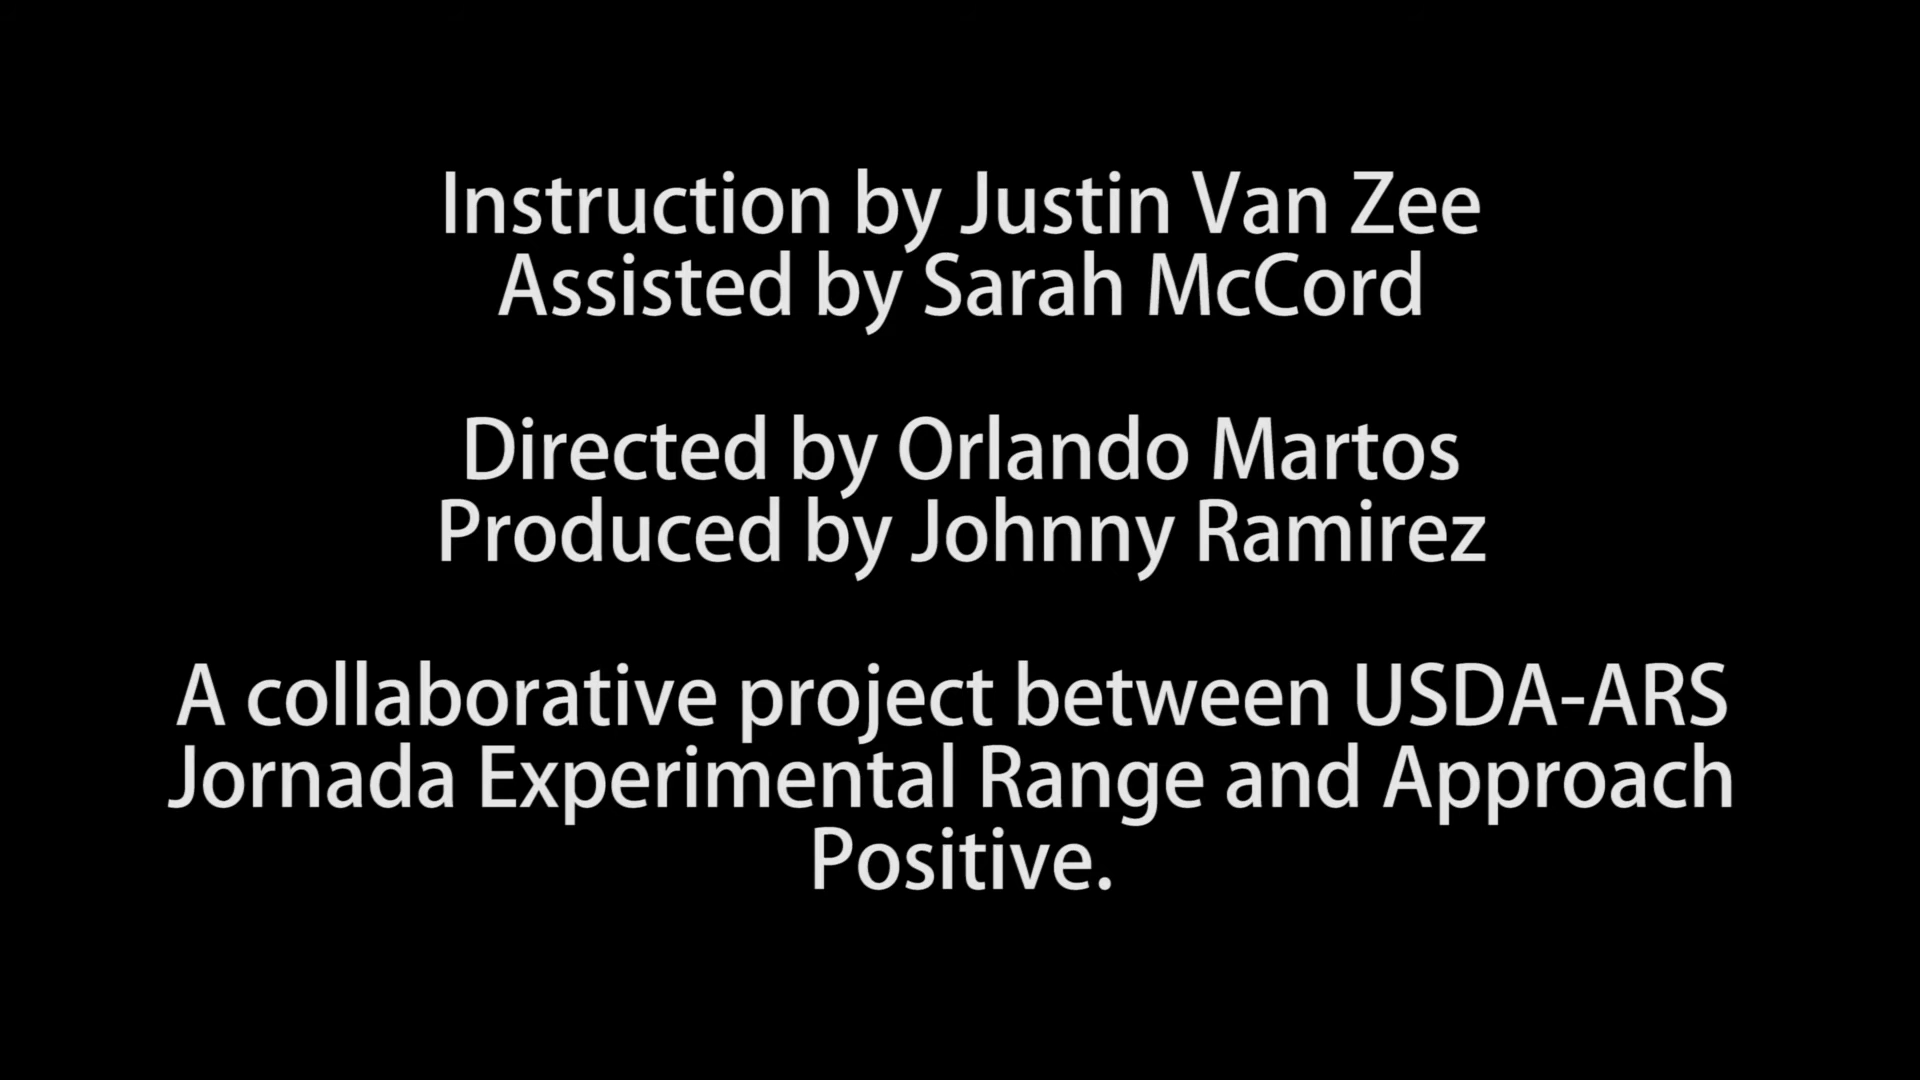 Instruction by Justin Van Zee
Assisted by Sarah McCord
Directed by Orlando Martos
Produced by Johnny Ramirez
A collaborative project between USDA-ARS
Jornada Experimental Range and Approach
Positive.